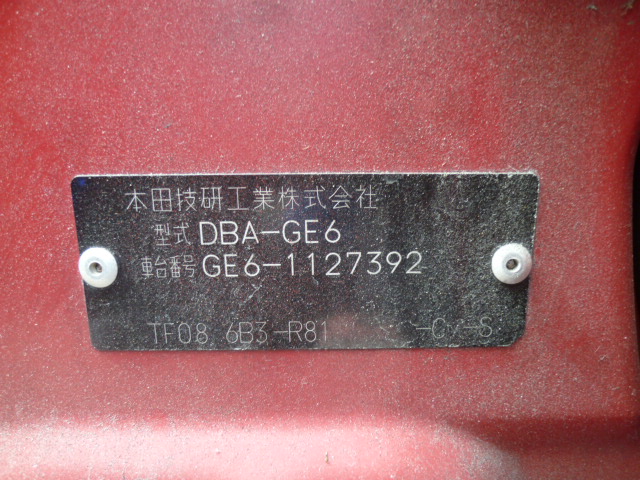 本田技研工業株式会社
型式 DBA-GE6
車台番号 GE6-1127392
TF08 6B3-R81 -S